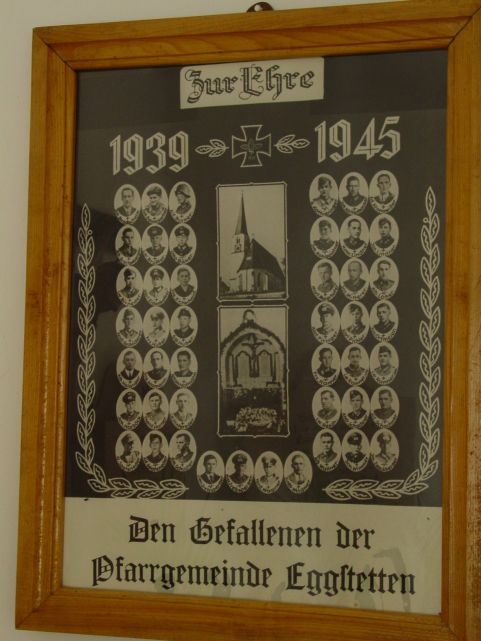 Zur Ehre
1939 1945
Den Gefallenen der
Pfarrgemeinde Eggstetten